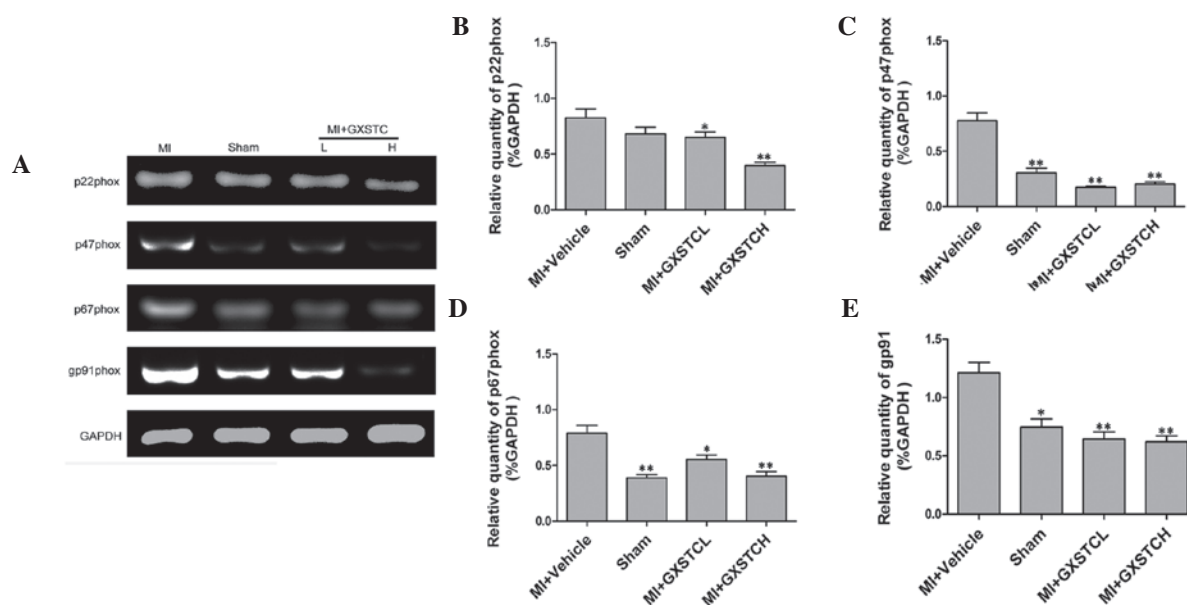 A
MI+GXSTC
MI Sham L H
p22phox
p47phox
p67phox
gp91phox
GAPDH
B
Relative quantity of p22phox
(%GAPDH)
1.5
1.0
0.5
0.0
*
**
MI+Vehicle
Sham
MI+GXSTCL
MI+GXSTCH
C
Relative quantity of p47phox
(%GAPDH)
1.5
1.0
0.5
0.0
**
**
**
MI+Vehicle
Sham
MI+GXSTCL
MI+GXSTCH
D
Relative quantity of p67phox
(%GAPDH)
1.5
1.0
0.5
0.0
**
*
**
MI+Vehicle
Sham
MI+GXSTCL
MI+GXSTCH
E
Relative quantity of gp91
(%GAPDH)
1.5
1.0
0.5
0.0
*
**
**
MI+Vehicle
Sham
MI+GXSTCL
MI+GXSTCH